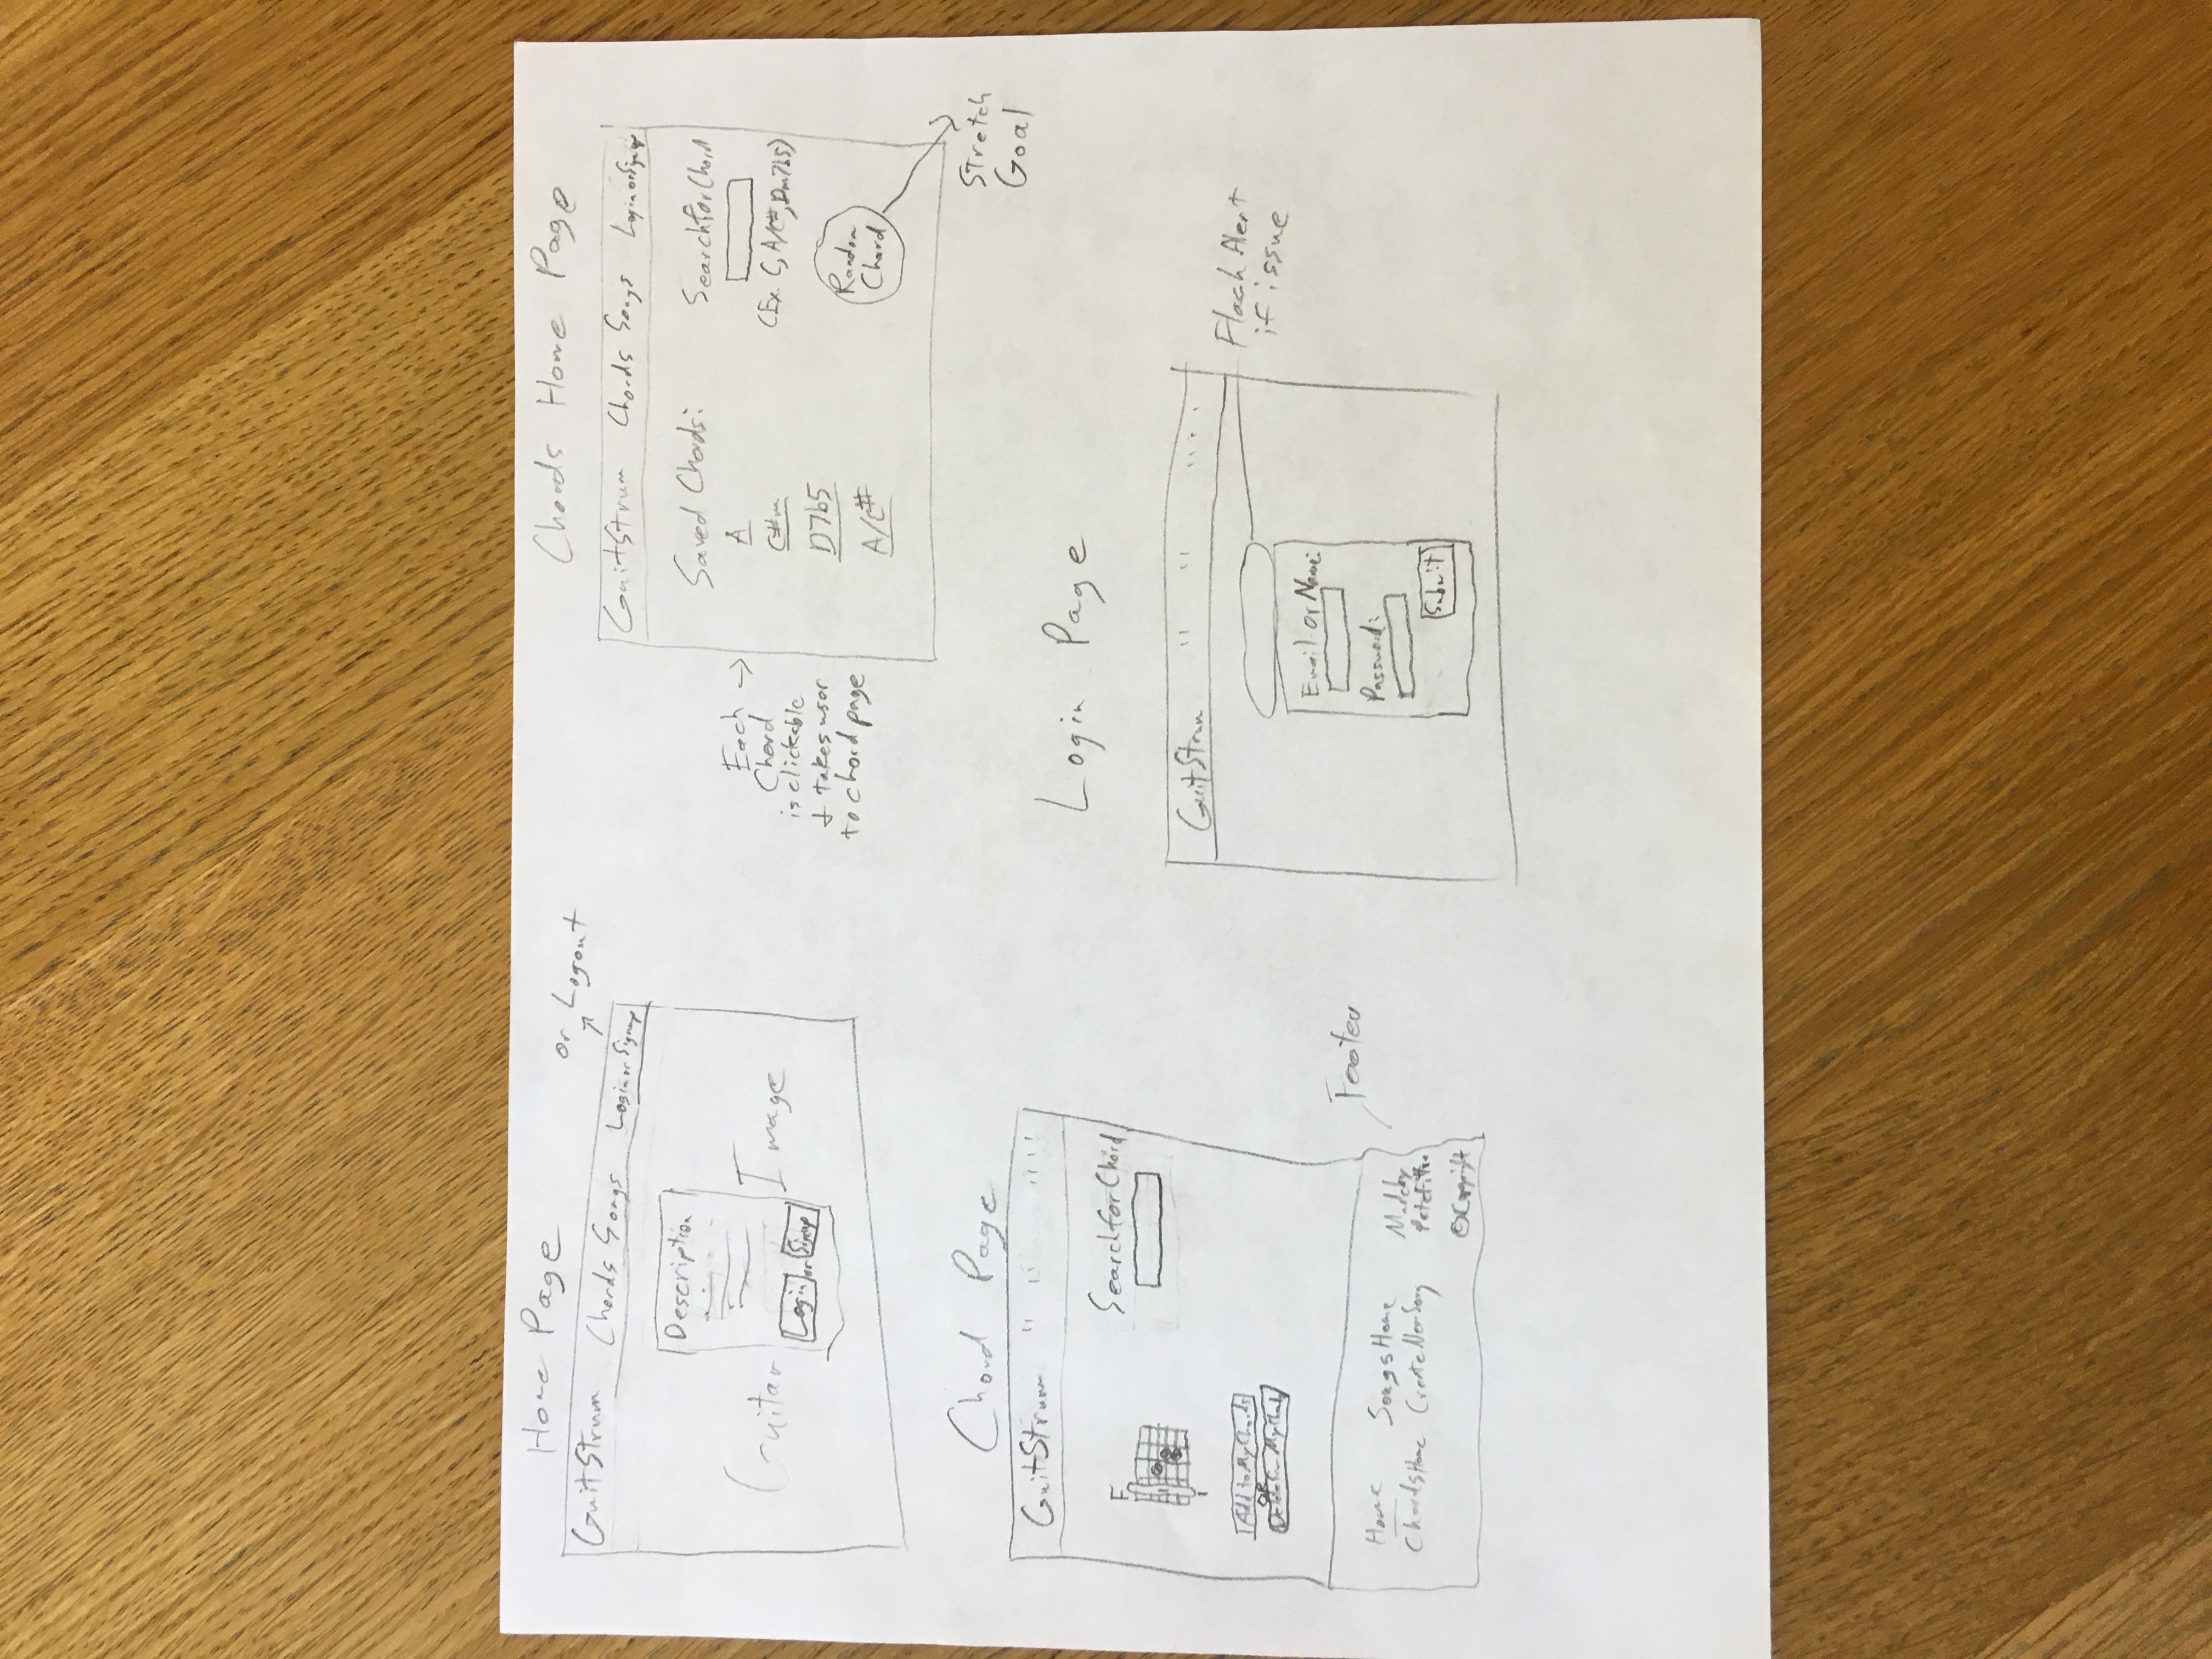 Home Page
or Logout
GuitStrum Chords Songs Login or Signup
Description
Guitar Image
Login or Signup
Chords Home Page
GuitStrum Chords Songs Login or Signup
Saved Chords:
A
C#m
D7b5
A/C#
Search for Chord
(Ex. C, A/C#, Dm7b5)
Random
Chord
Stretch
Goal
Each →
Chord
is clickable
+ takes user
to chord page
Chord Page
GuitStrum " " " "
F
Search for Chord
Add to My Chords
OR
Delete from My Chords
Footer
Home
Chords Home
Songs Home
Create New Song
Made by
Pete
©Copyright
Login Page
GuitStrum " " " "
Flash Alert
if issue
Email or Name:
Password:
Submit